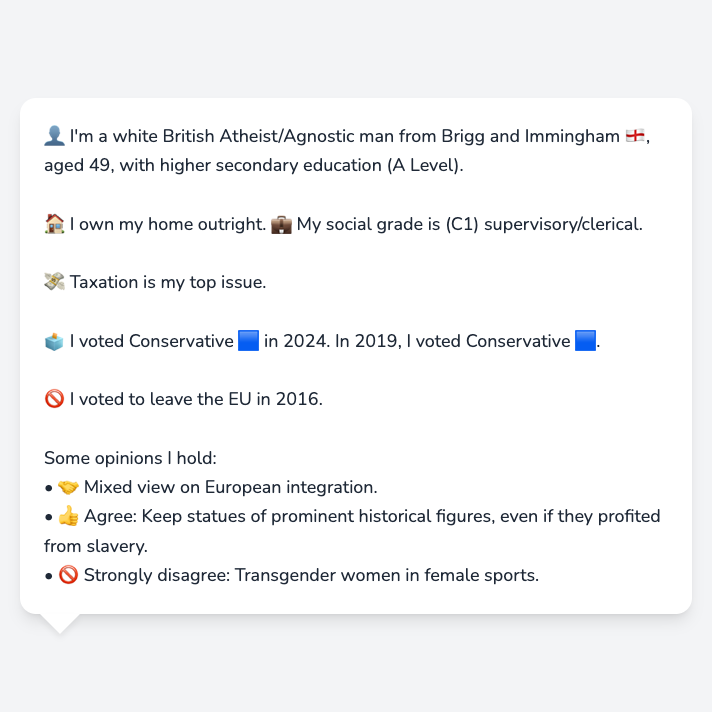 👤 I'm a white British Atheist/Agnostic man from Brigg and Immingham 🏴󠁧󠁢󠁥󠁮󠁧󠁿,
aged 49, with higher secondary education (A Level).
🏠 I own my home outright. 💼 My social grade is (C1) supervisory/clerical.
💸 Taxation is my top issue.
🗳️ I voted Conservative 🟦 in 2024. In 2019, I voted Conservative 🟦.
🚫 I voted to leave the EU in 2016.
Some opinions I hold:
• 🤝 Mixed view on European integration.
• 👍 Agree: Keep statues of prominent historical figures, even if they profited
from slavery.
• 🚫 Strongly disagree: Transgender women in female sports.